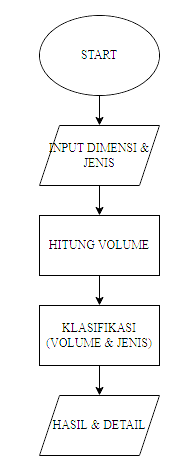 START
INPUT DIMENSI &
JENIS
HITUNG VOLUME
KLASIFIKASI
(VOLUME & JENIS)
HASIL & DETAIL